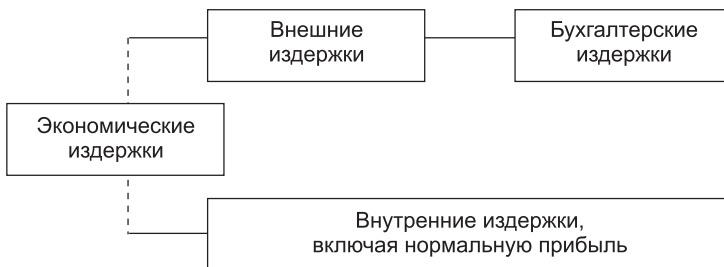 Внешние
издержки
Бухгалтерские
издержки
Экономические
издержки
Внутренние издержки,
включая нормальную прибыль